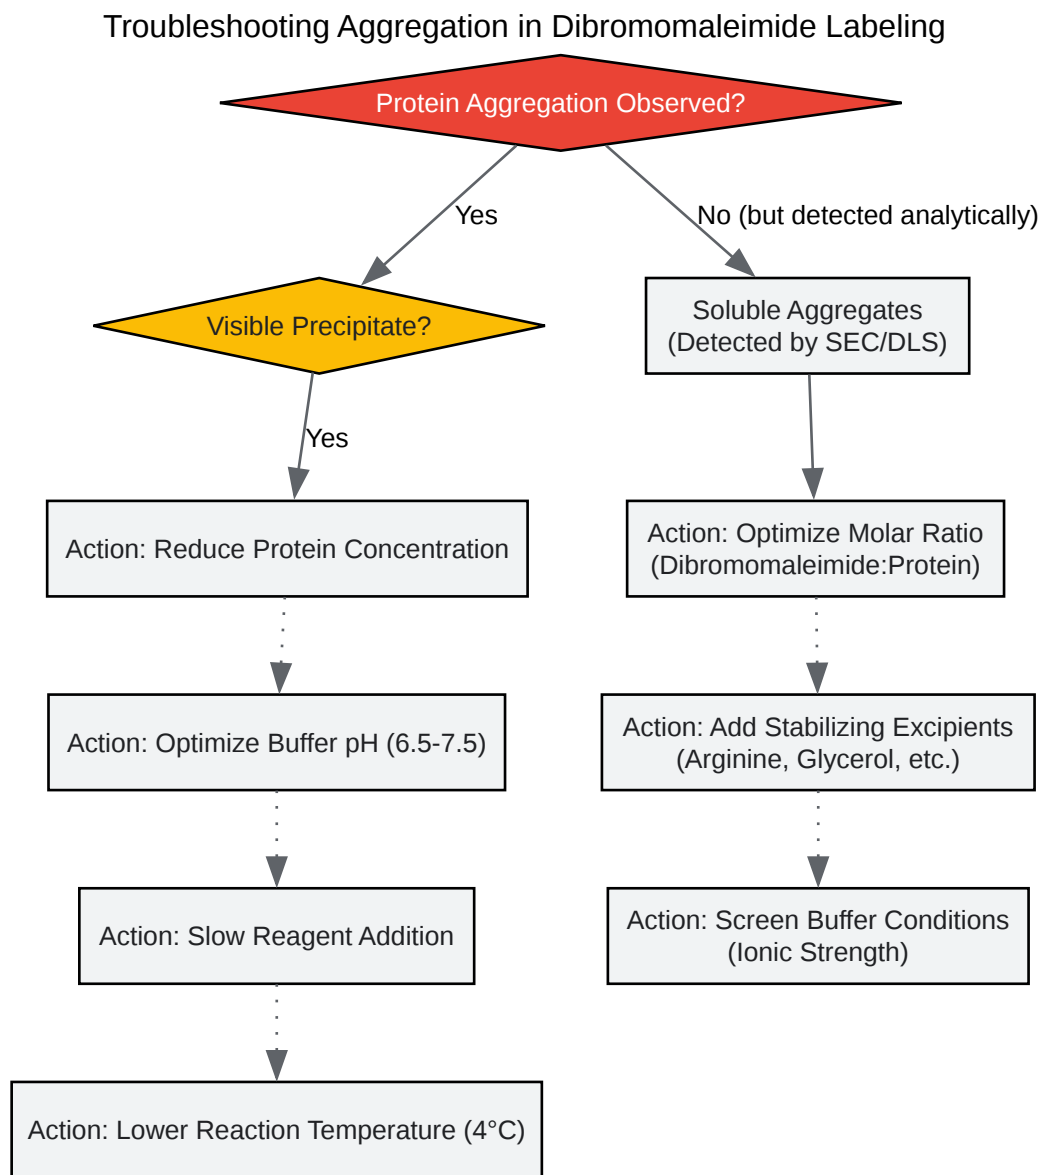 Troubleshooting Aggregation in Dibromomaleimide Labeling
Protein Aggregation Observed?
Yes
No (but detected analytically)
Visible Precipitate?
Soluble Aggregates
(Detected by SEC/DLS)
Yes
Action: Reduce Protein Concentration
Action: Optimize Molar Ratio
(Dibromomaleimide:Protein)
Action: Optimize Buffer pH (6.5-7.5)
Action: Add Stabilizing Excipients
(Arginine, Glycerol, etc.)
Action: Slow Reagent Addition
Action: Screen Buffer Conditions
(Ionic Strength)
Action: Lower Reaction Temperature (4°C)